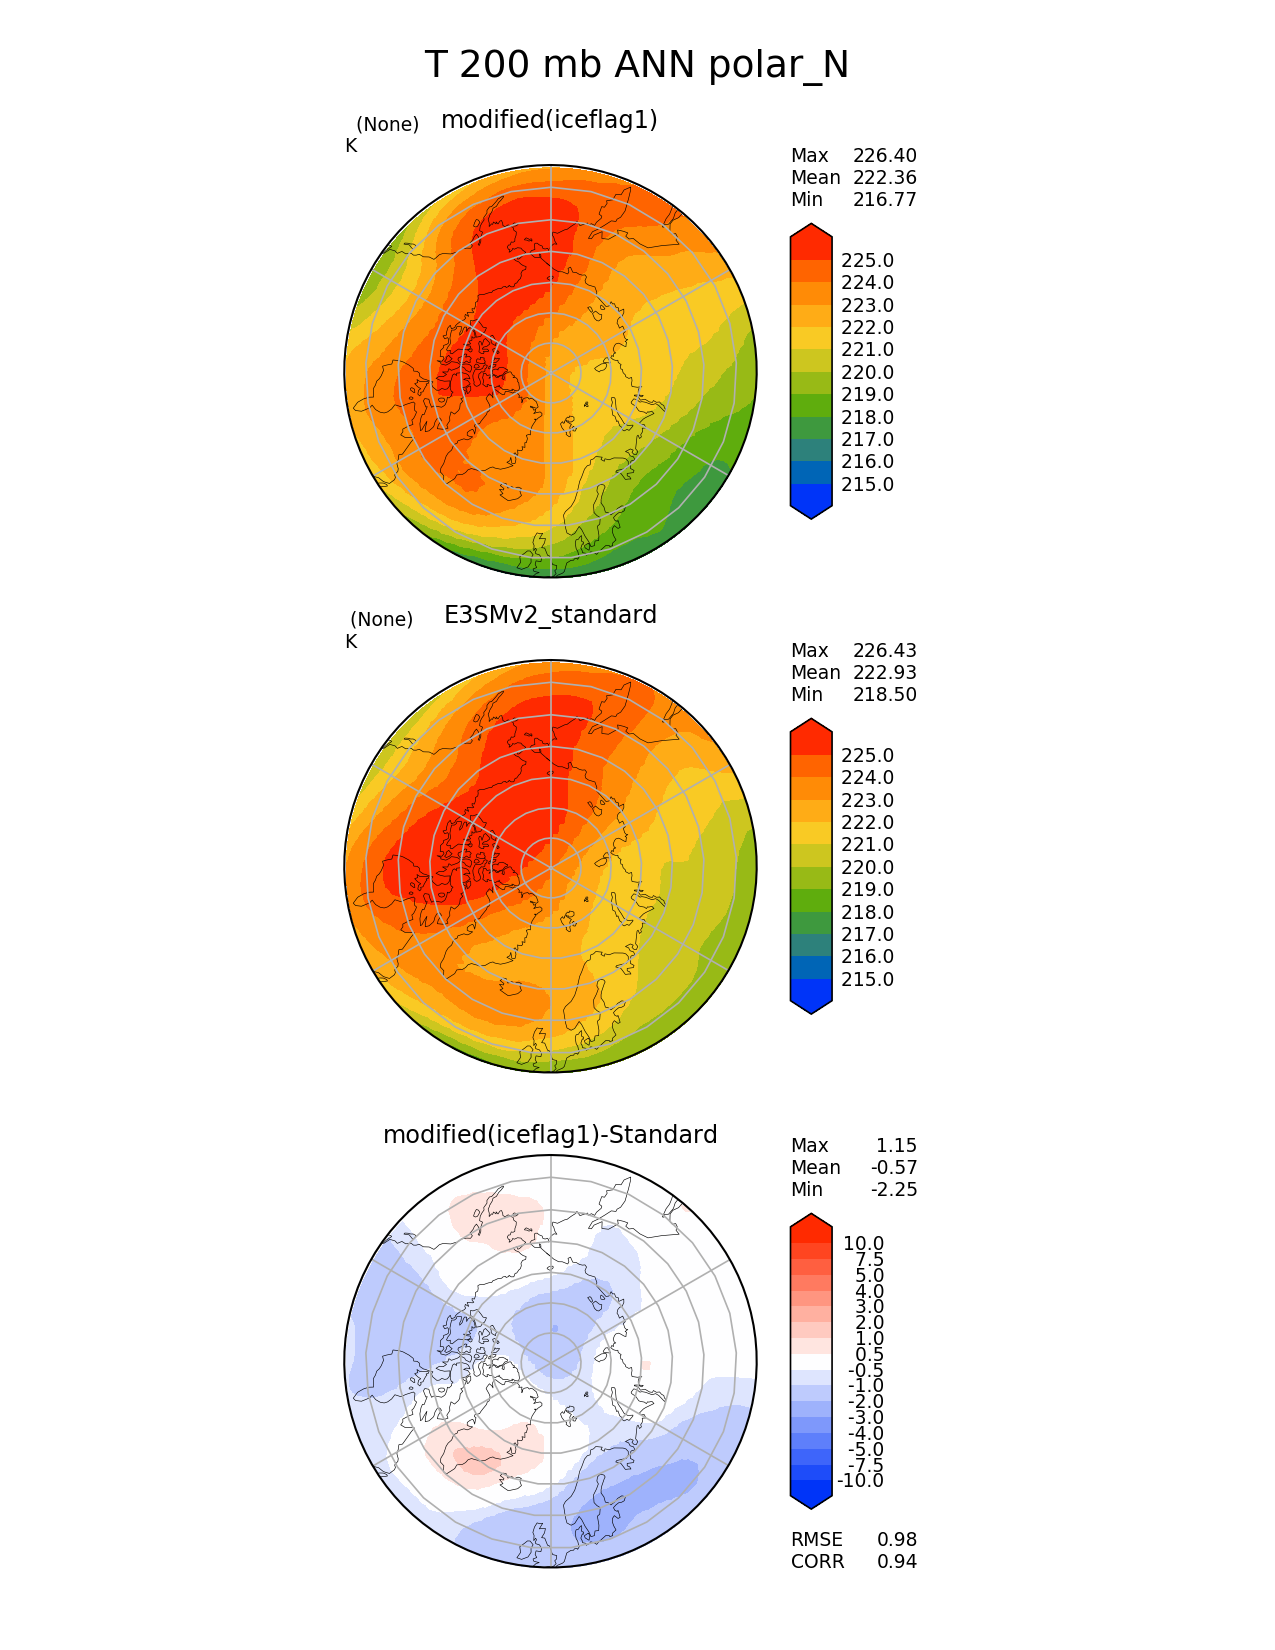 T 200 mb ANN polar_N
(None) modified(iceflag1)
K
Max 226.40
Mean 222.36
Min 216.77
225.0
224.0
223.0
222.0
221.0
220.0
219.0
218.0
217.0
216.0
215.0
(None) E3SMv2_standard
K
Max 226.43
Mean 222.93
Min 218.50
225.0
224.0
223.0
222.0
221.0
220.0
219.0
218.0
217.0
216.0
215.0
modified(iceflag1)-Standard
Max 1.15
Mean -0.57
Min -2.25
10.0
7.5
5.0
4.0
3.0
2.0
1.0
0.5
-0.5
-1.0
-2.0
-3.0
-4.0
-5.0
-7.5
-10.0
RMSE 0.98
CORR 0.94